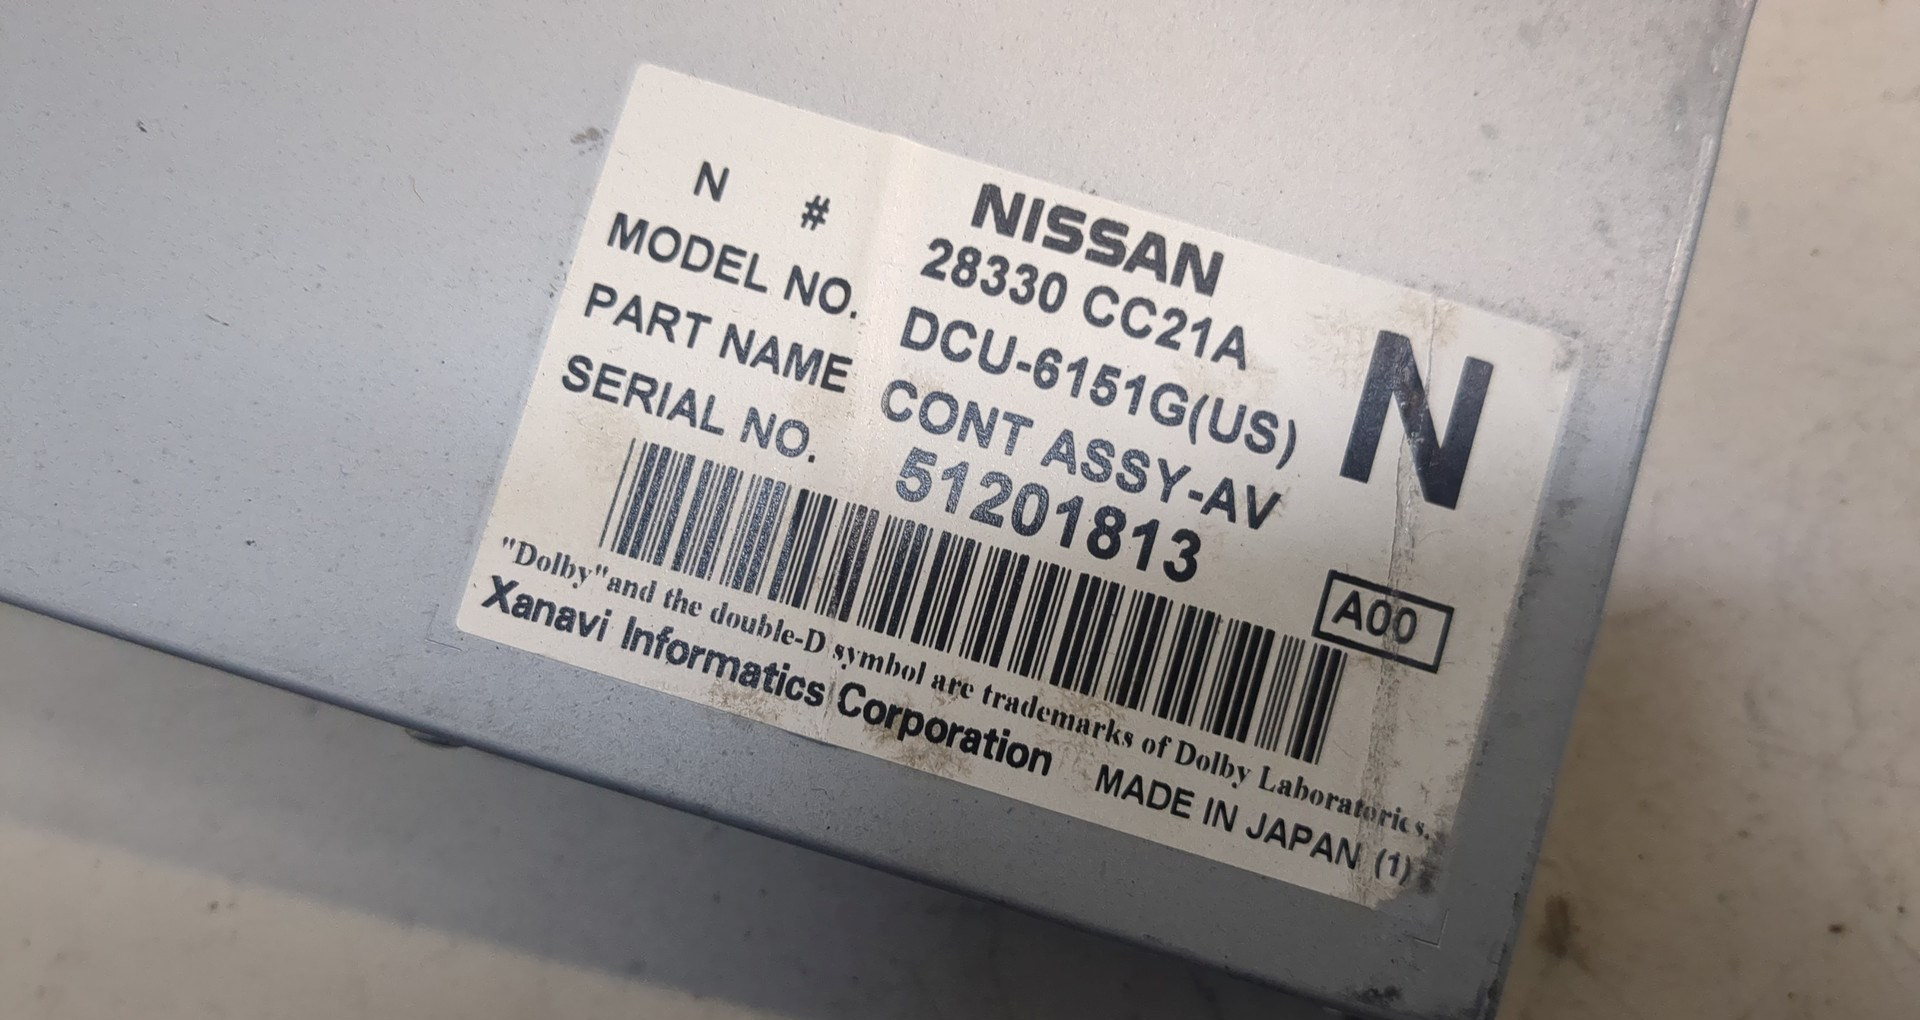 NISSAN
N # 28330 CC21A
MODEL NO. DCU-6151G(US)
PART NAME CONT ASSY-AV
SERIAL NO. 51201813
N
A00
"Dolby"and the double-D symbol are trademarks of Dolby Laboratories.
Xanavi Informatics Corporation MADE IN JAPAN (1)